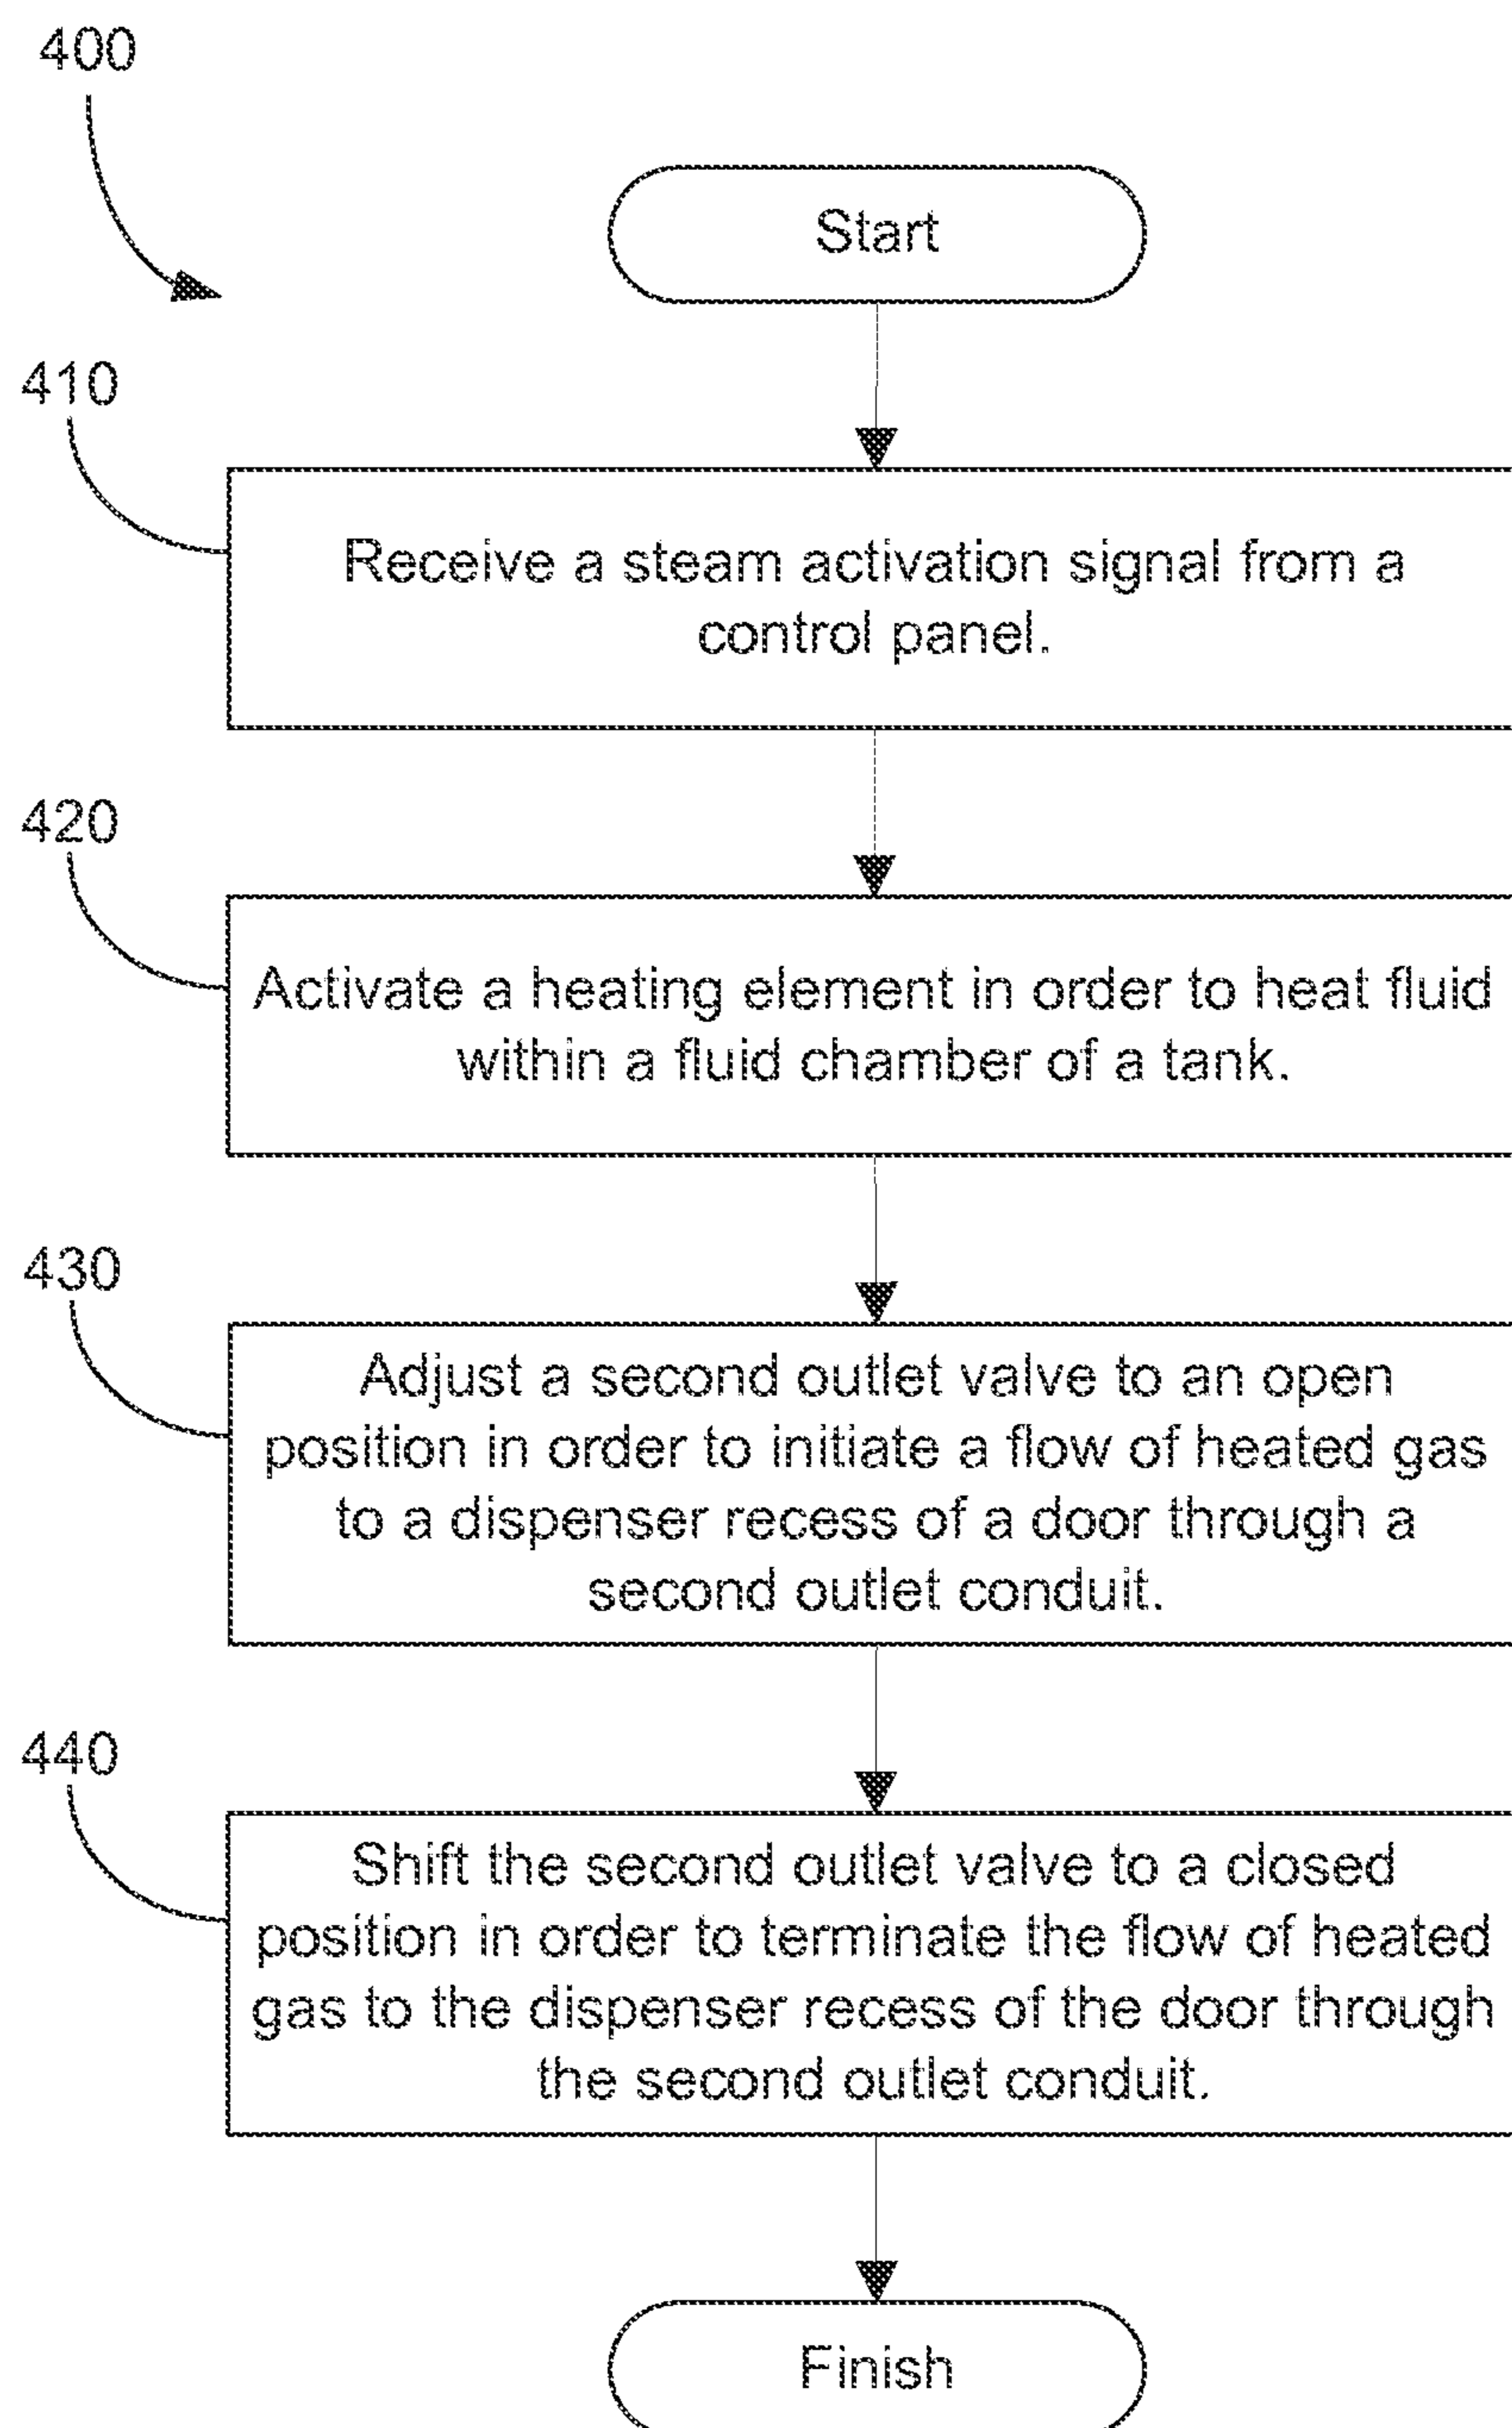 400
Start
410
Receive a steam activation signal from a
control panel.
420
Activate a heating element in order to heat fluid
within a fluid chamber of a tank.
430
Adjust a second outlet valve to an open
position in order to initiate a flow of heated gas
to a dispenser recess of a door through a
second outlet conduit.
440
Shift the second outlet valve to a closed
position in order to terminate the flow of heated
gas to the dispenser recess of the door through
the second outlet conduit.
Finish